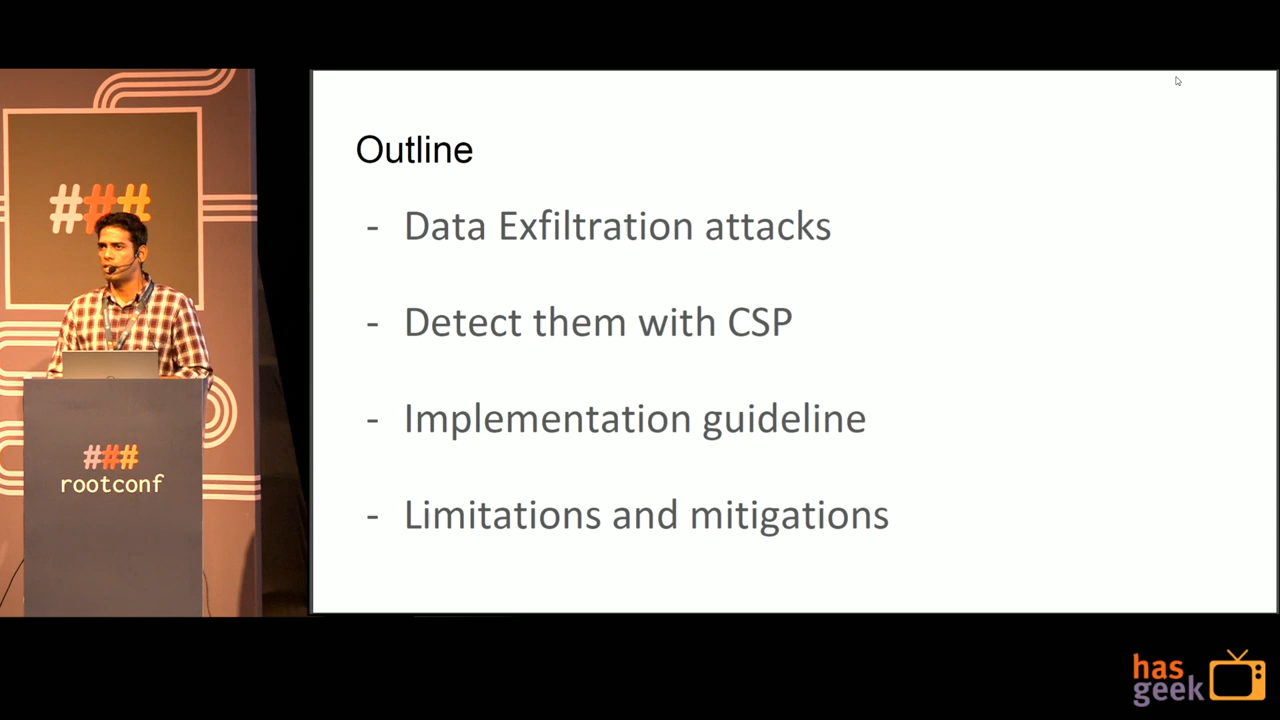 ###
###
rootconf
Outline
- Data Exfiltration attacks
- Detect them with CSP
- Implementation guideline
- Limitations and mitigations
has
geek